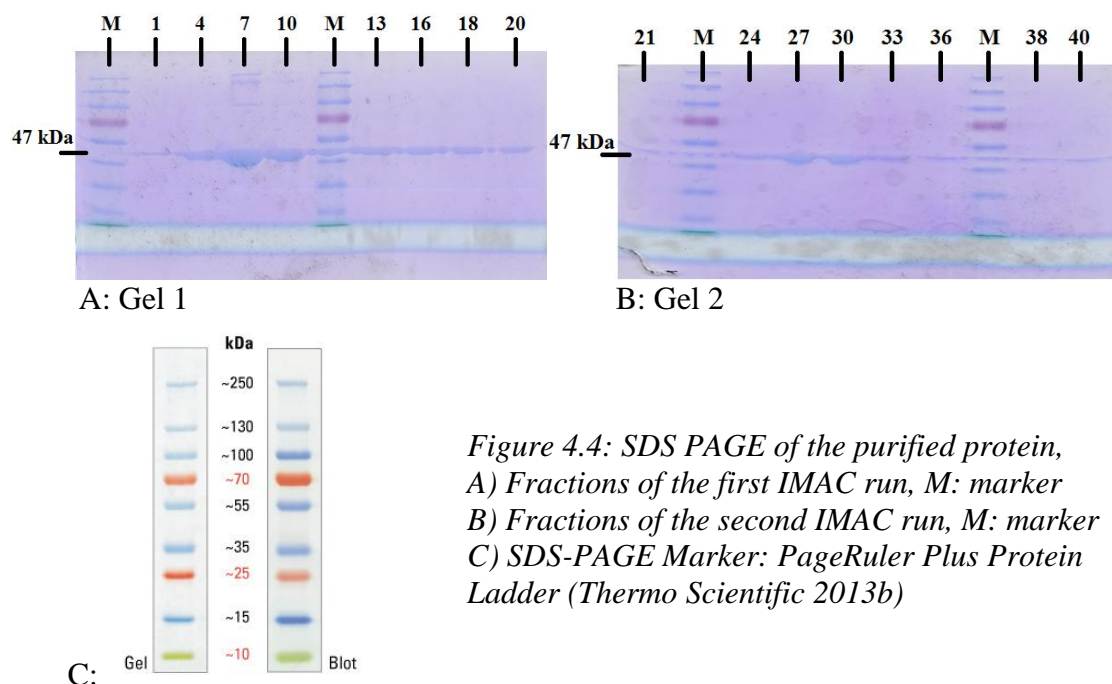 M 1 4 7 10 M 13 16 18 20
47 kDa
A: Gel 1
21 M 24 27 30 33 36 M 38 40
47 kDa
B: Gel 2
kDa
~250
~130
~100
~70
~55
~35
~25
~15
~10
Gel
Blot
C:
Figure 4.4: SDS PAGE of the purified protein,
A) Fractions of the first IMAC run, M: marker
B) Fractions of the second IMAC run, M: marker
C) SDS-PAGE Marker: PageRuler Plus Protein
Ladder (Thermo Scientific 2013b)